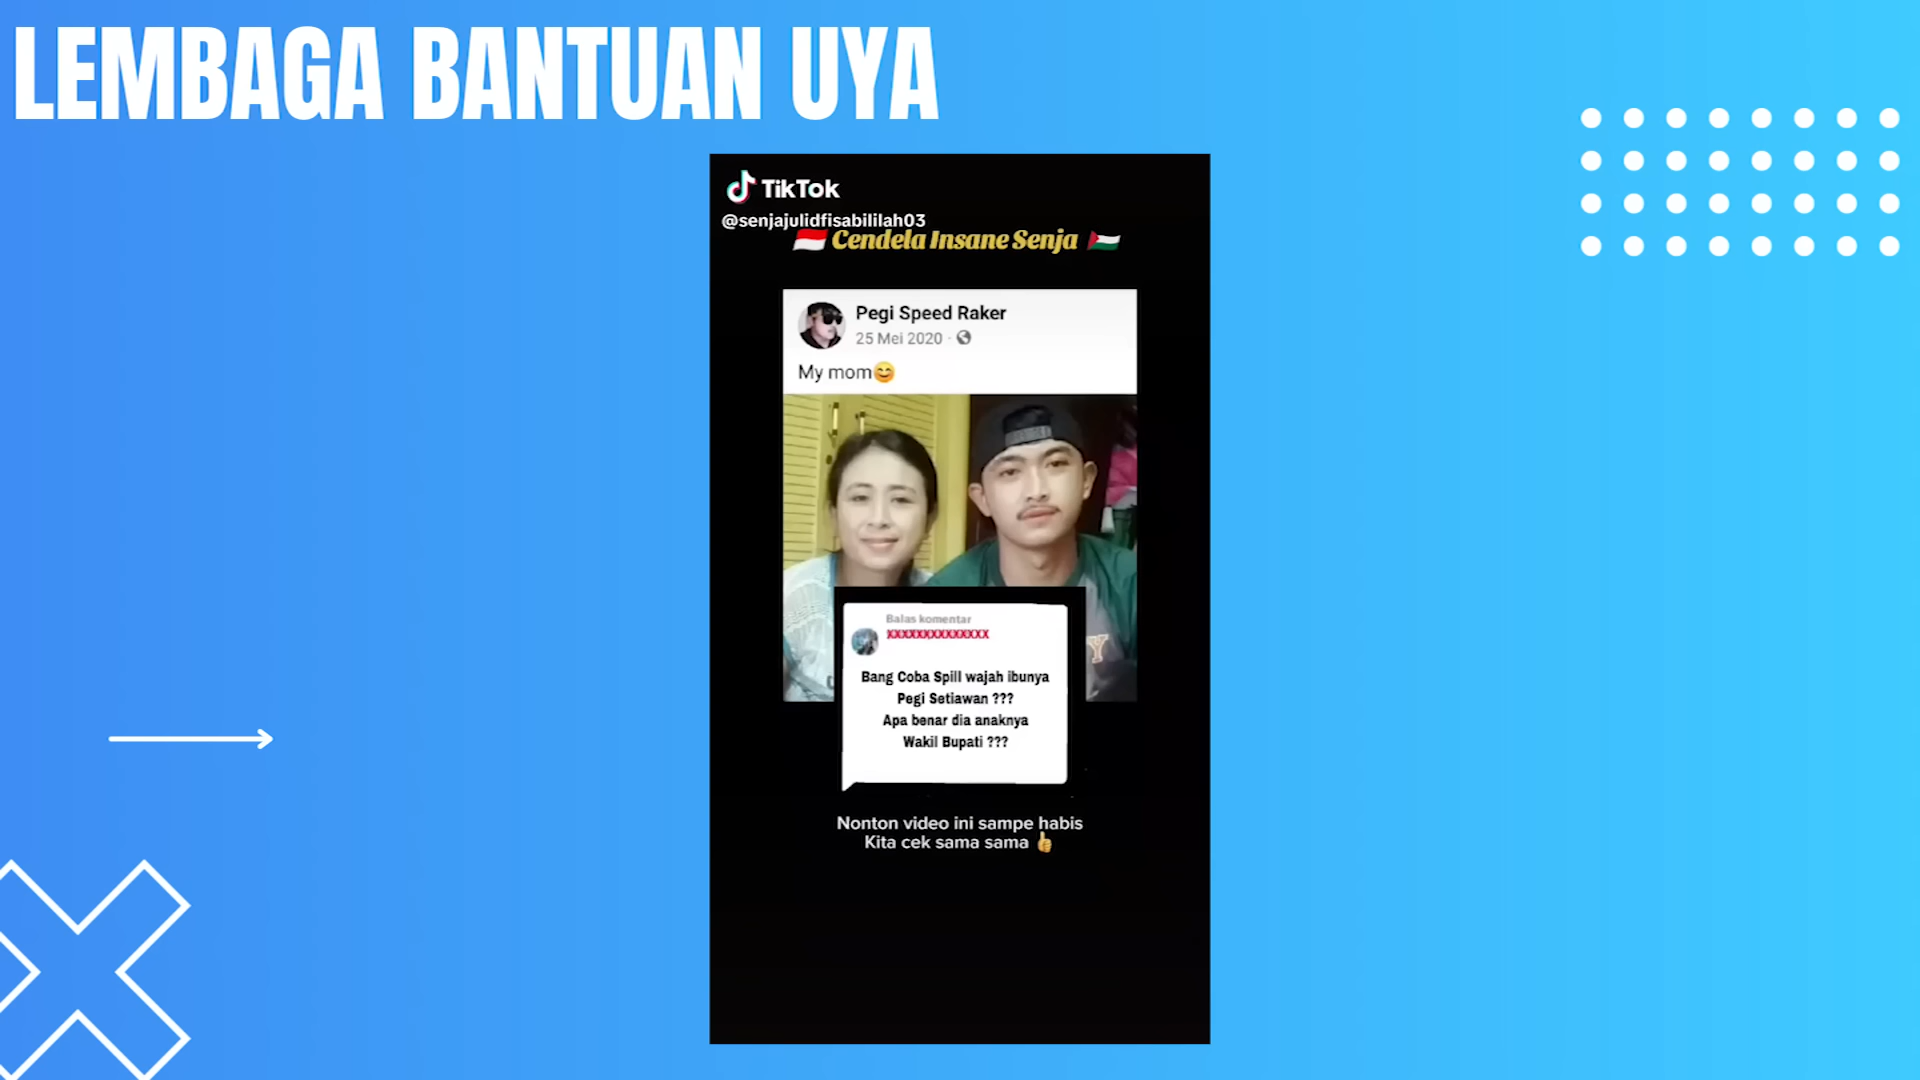 LEMBAGA BANTUAN UYA
TikTok
@senjajulidfisabililah03
Cendela Insane Senja
Pegi Speed Raker
25 Mei 2020
My mom😊
Balas komentar
XXXXXXXXXXXXXX
Bang Coba Spill wajah ibunya
Pegi Setiawan ???
Apa benar dia anaknya
Wakil Bupati ???
Nonton video ini sampe habis
Kita cek sama sama 👍